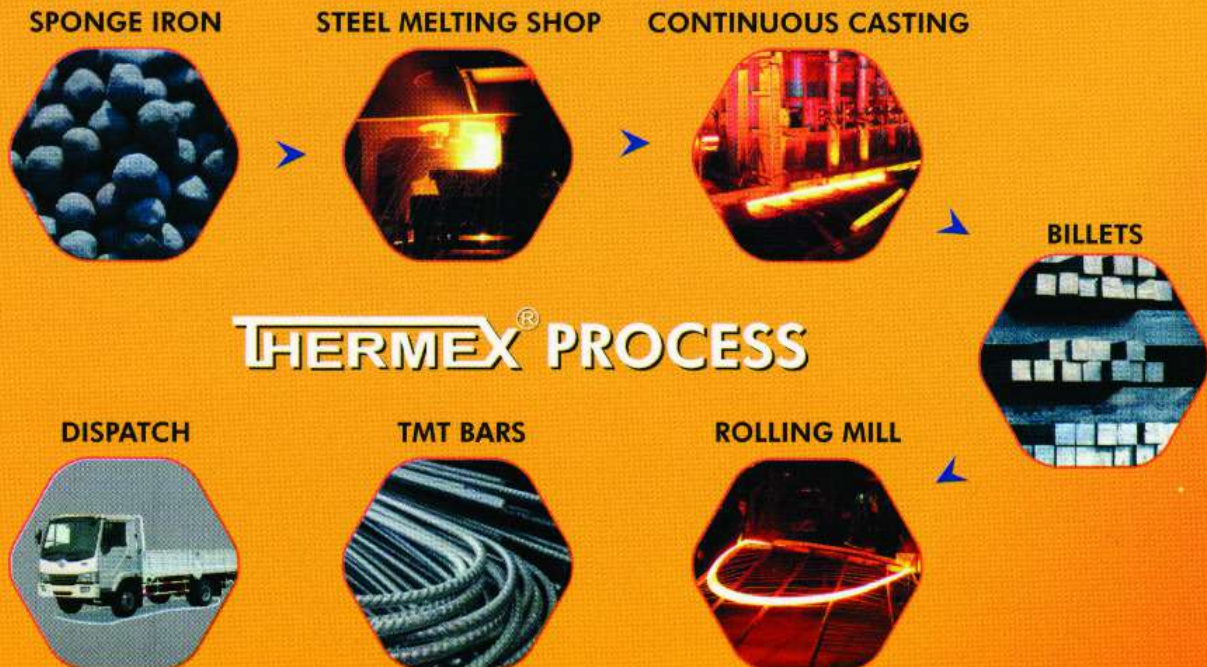 SPONGE IRON
STEEL MELTING SHOP
CONTINUOUS CASTING
BILLETS
THERMEX® PROCESS
DISPATCH
TMT BARS
ROLLING MILL